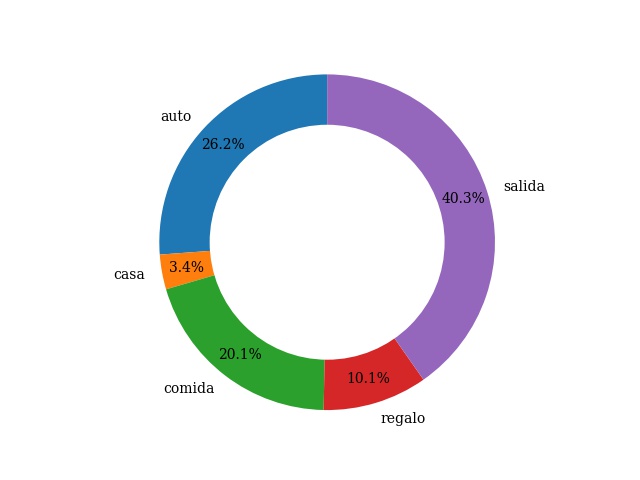 auto
26.2%
salida
40.3%
casa
3.4%
comida
20.1%
regalo
10.1%